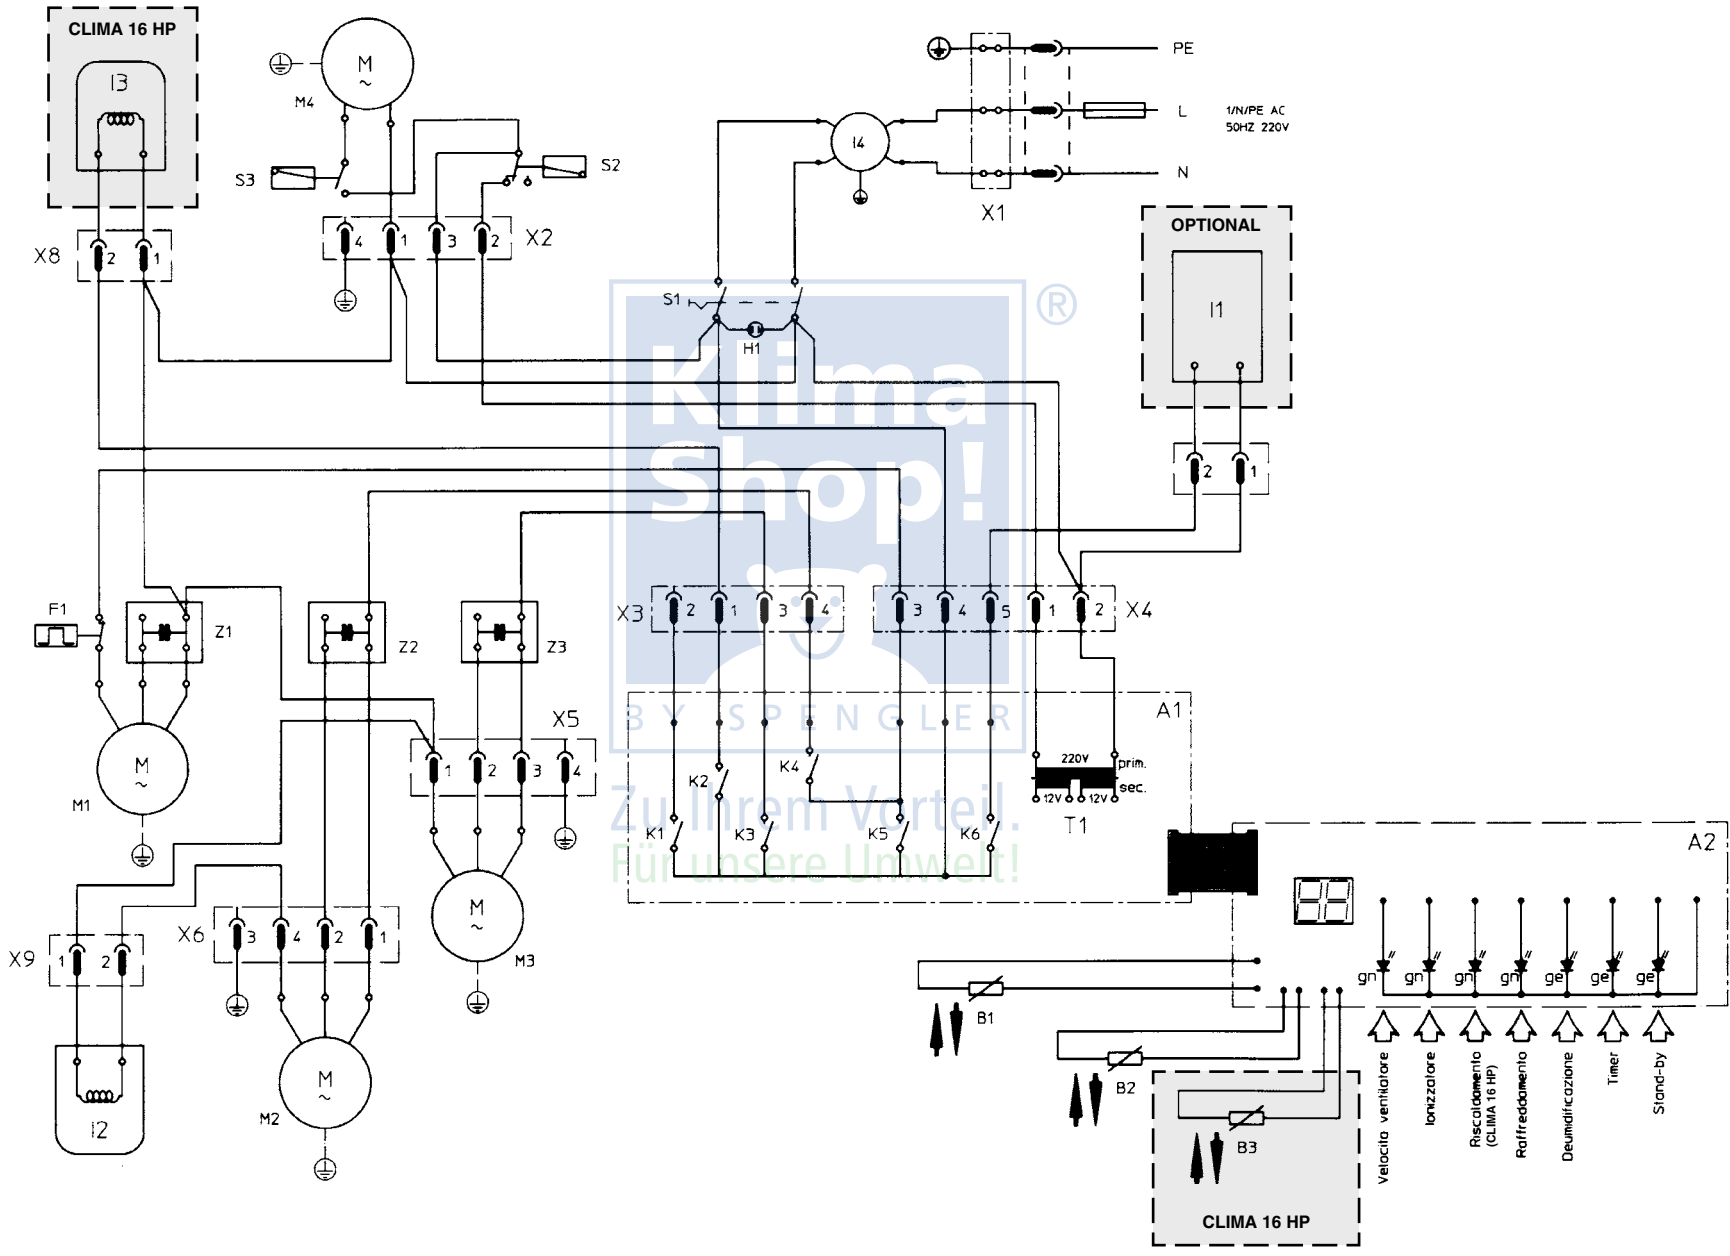 CLIMA 16 HP
I3
M
~
M4
S3
S2
I4
PE
L
N
1/N/PE AC
50HZ 220V
X1
OPTIONAL
I1
X8
2
1
4
1
3
2
X2
S1
H1
®
Klima
Shop!
BY SPENGLER
Zu Ihrem Vorteil.
Für unsere Umwelt!
2
1
F1
Z1
Z2
Z3
X3
2
1
3
4
3
4
5
1
2
X4
M
~
M1
X5
1
2
3
4
A1
K1
K2
K3
K4
K5
K6
220V
prim.
sec.
12V
12V
T1
A2
M
~
M3
X6
3
4
2
1
X9
1
2
I2
M
~
M2
B1
B2
B3
CLIMA 16 HP
gn
gn
gn
gn
ge
ge
ge
Velocita ventilatore
Ionizzatore
Riscaldamento
(CLIMA 16 HP)
Raffreddamento
Deumidificazione
Timer
Stand-by